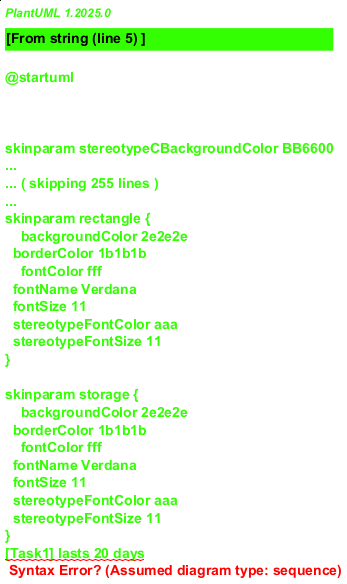 PlantUML 1.2025.0
[From string (line 5) ]
@startuml
skinparam stereotypeCBackgroundColor BB6600
...
... ( skipping 255 lines )
...
skinparam rectangle {
backgroundColor 2e2e2e
borderColor 1b1b1b
fontColor fff
fontName Verdana
fontSize 11
stereotypeFontColor aaa
stereotypeFontSize 11
}
skinparam storage {
backgroundColor 2e2e2e
borderColor 1b1b1b
fontColor fff
fontName Verdana
fontSize 11
stereotypeFontColor aaa
stereotypeFontSize 11
}
[Task1] lasts 20 days
Syntax Error? (Assumed diagram type: sequence)